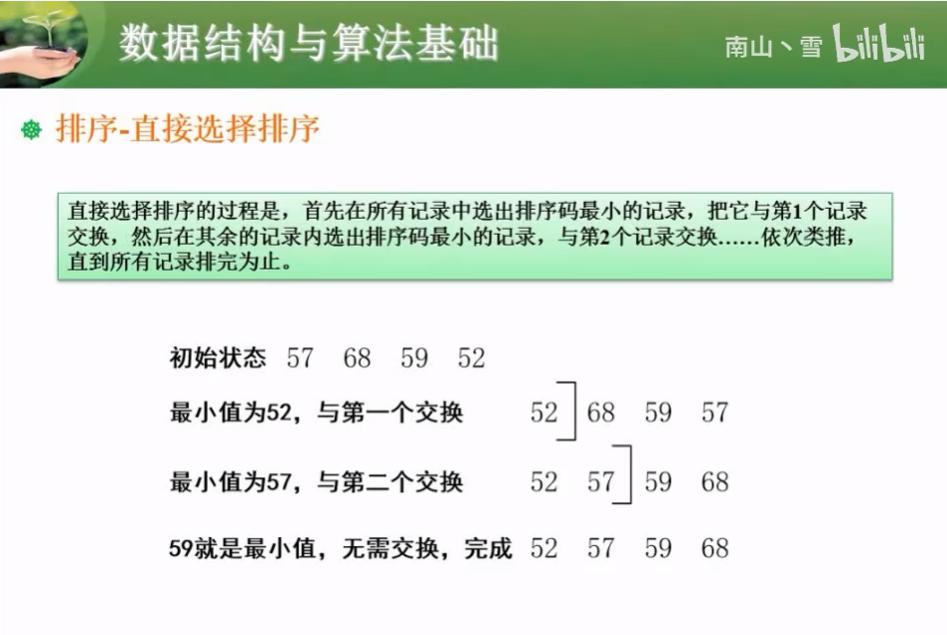 数据结构与算法基础
南山丶雪 bilibili
排序-直接选择排序
直接选择排序的过程是，首先在所有记录中选出排序码最小的记录，把它与第1个记录
交换，然后在其余的记录内选出排序码最小的记录，与第2个记录交换……依次类推，
直到所有记录排完为止。
初始状态 57 68 59 52
最小值为52，与第一个交换 52 68 59 57
最小值为57，与第二个交换 52 57 59 68
59就是最小值，无需交换，完成 52 57 59 68